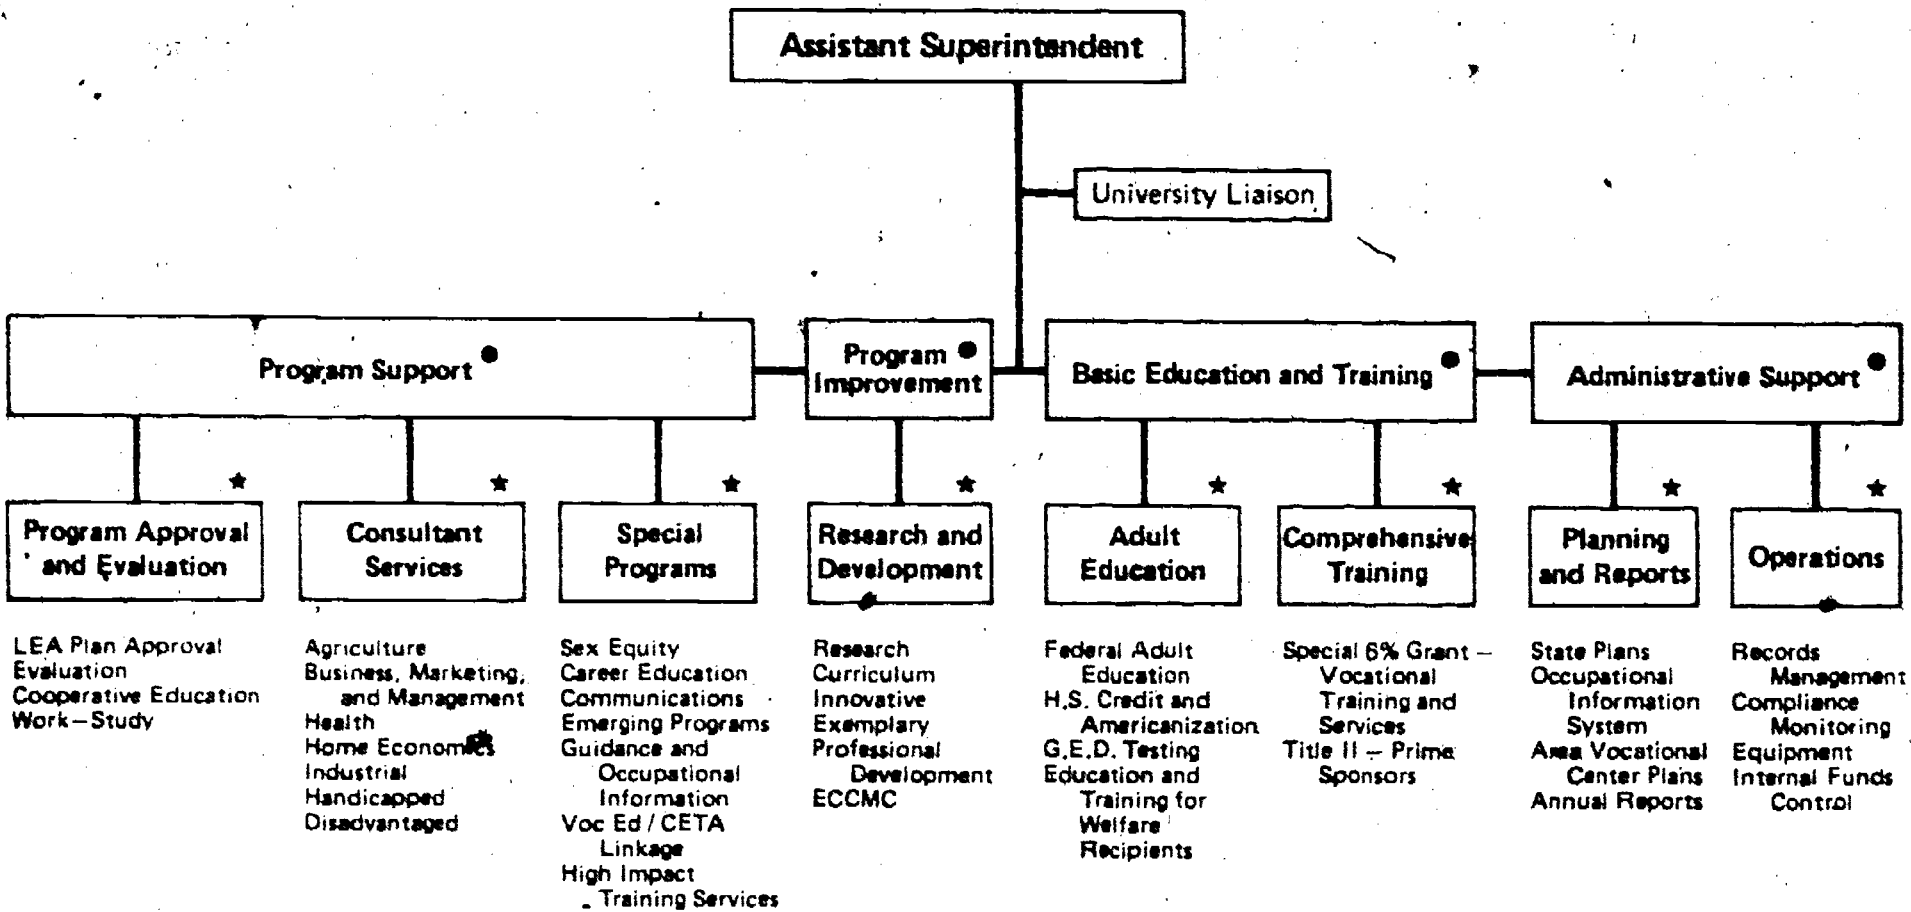 Assistant Superintendent
University Liaison
Program Support ●
Program ●
Improvement
Basic Education and Training ●
Administrative Support ●
★
Program Approval
and Evaluation
LEA Plan Approval
Evaluation
Cooperative Education
Work–Study
★
Consultant
Services
Agriculture
Business, Marketing,
and Management
Health
Home Economics
Industrial
Handicapped
Disadvantaged
★
Special
Programs
Sex Equity
Career Education
Communications
Emerging Programs
Guidance and
Occupational
Information
Voc Ed / CETA
Linkage
High Impact
Training Services
★
Research and
Development
Research
Curriculum
Innovative
Exemplary
Professional
Development
ECCMC
★
Adult
Education
Federal Adult
Education
H.S. Credit and
Americanization
G.E.D. Testing
Education and
Training for
Welfare
Recipients
★
Comprehensive
Training
Special 6% Grant –
Vocational
Training and
Services
Title II – Prime
Sponsors
★
Planning
and Reports
State Plans
Occupational
Information
System
Area Vocational
Center Plans
Annual Reports
★
Operations
Records
Management
Compliance
Monitoring
Equipment
Internal Funds
Control